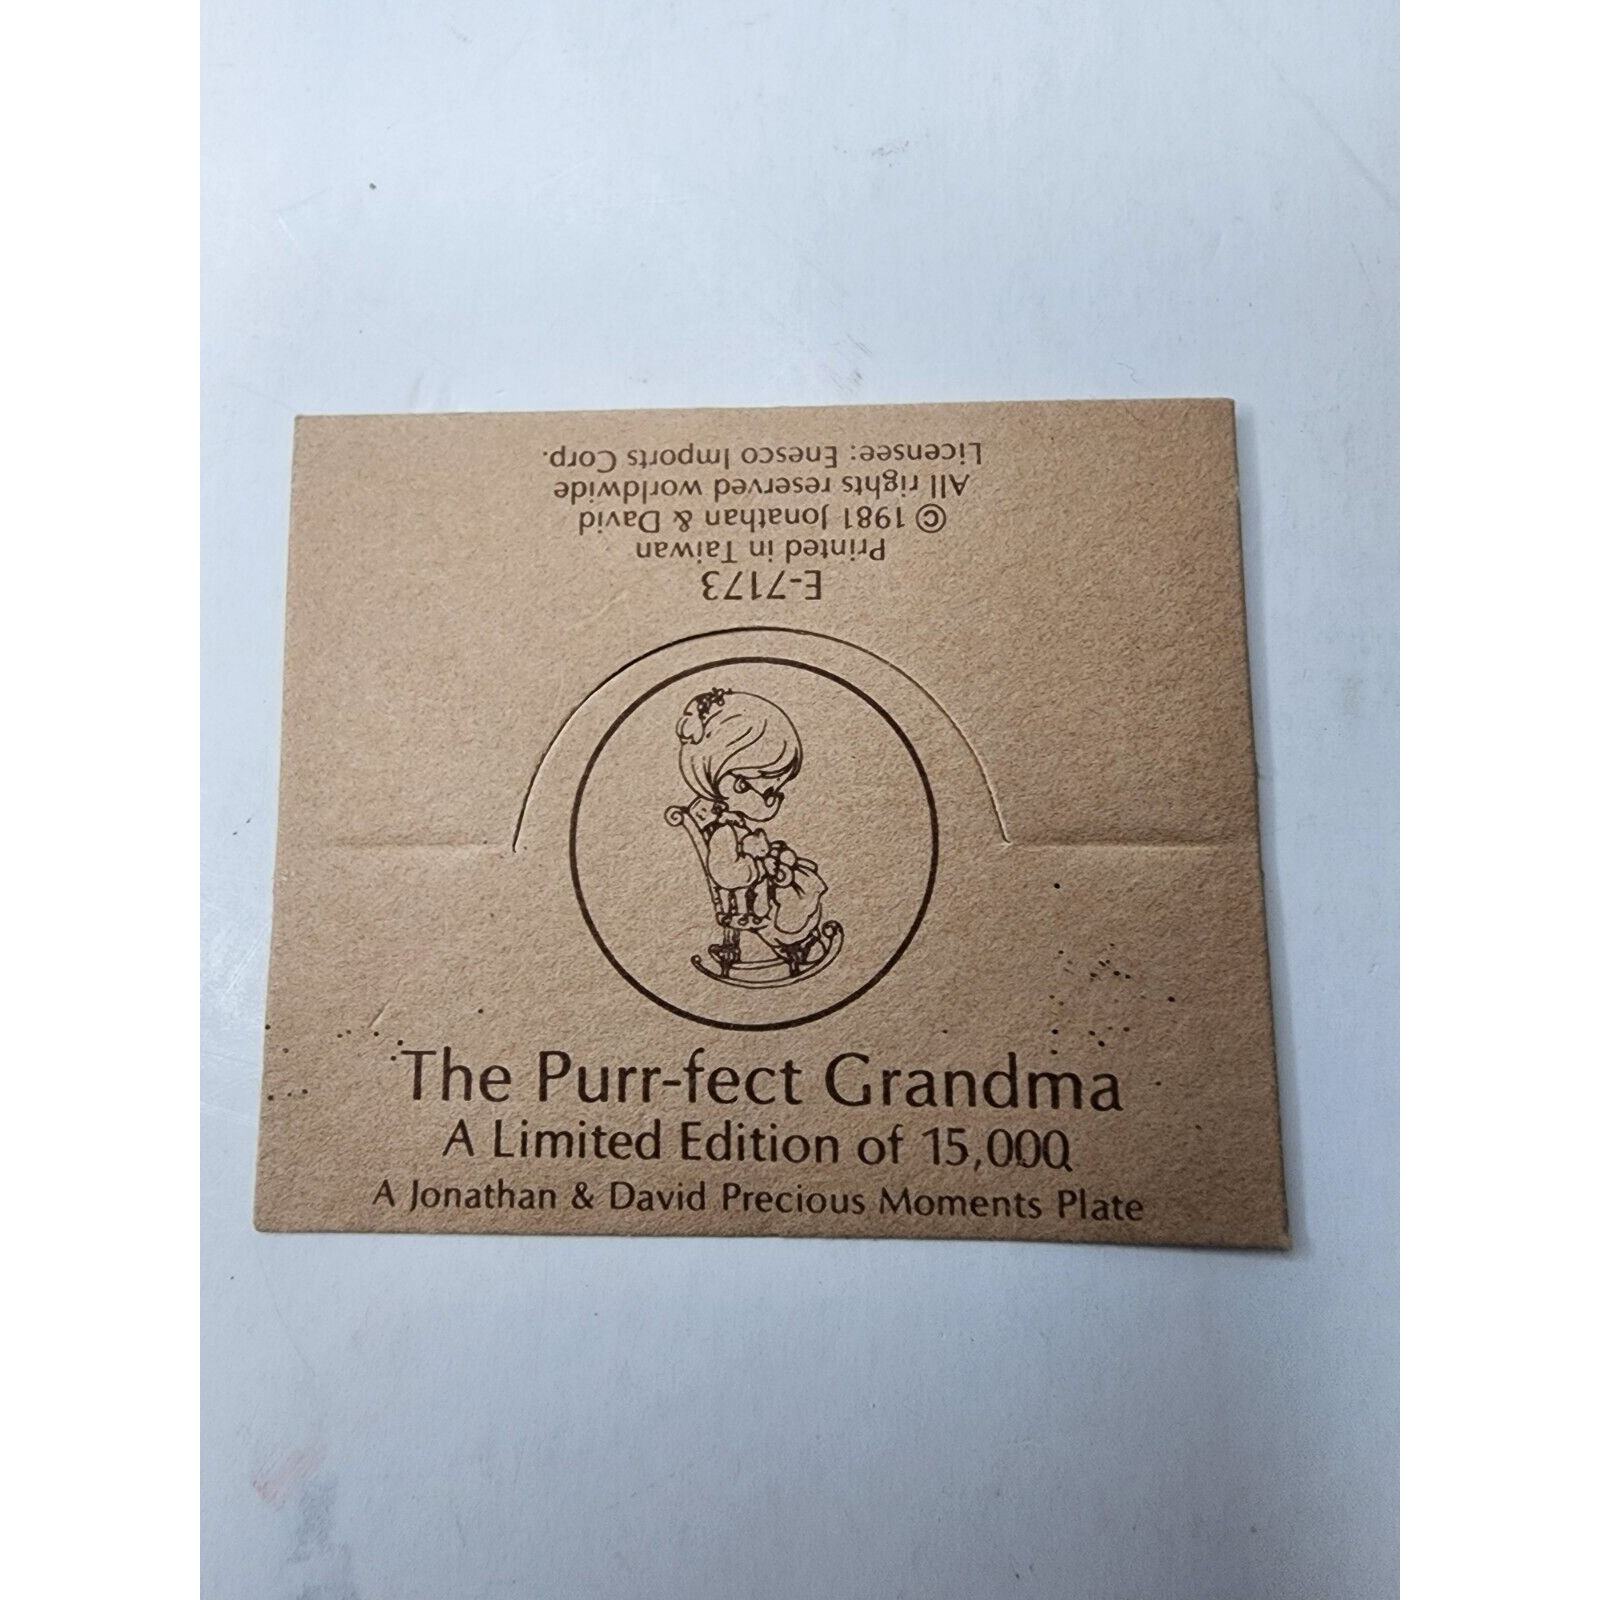 The Purr-fect Grandma
A Limited Edition of 15,000
A Jonathan & David Precious Moments Plate
E-7173
Printed in Taiwan
© 1981 Jonathan & David
All rights reserved worldwide
Licensee: Enesco Imports Corp.